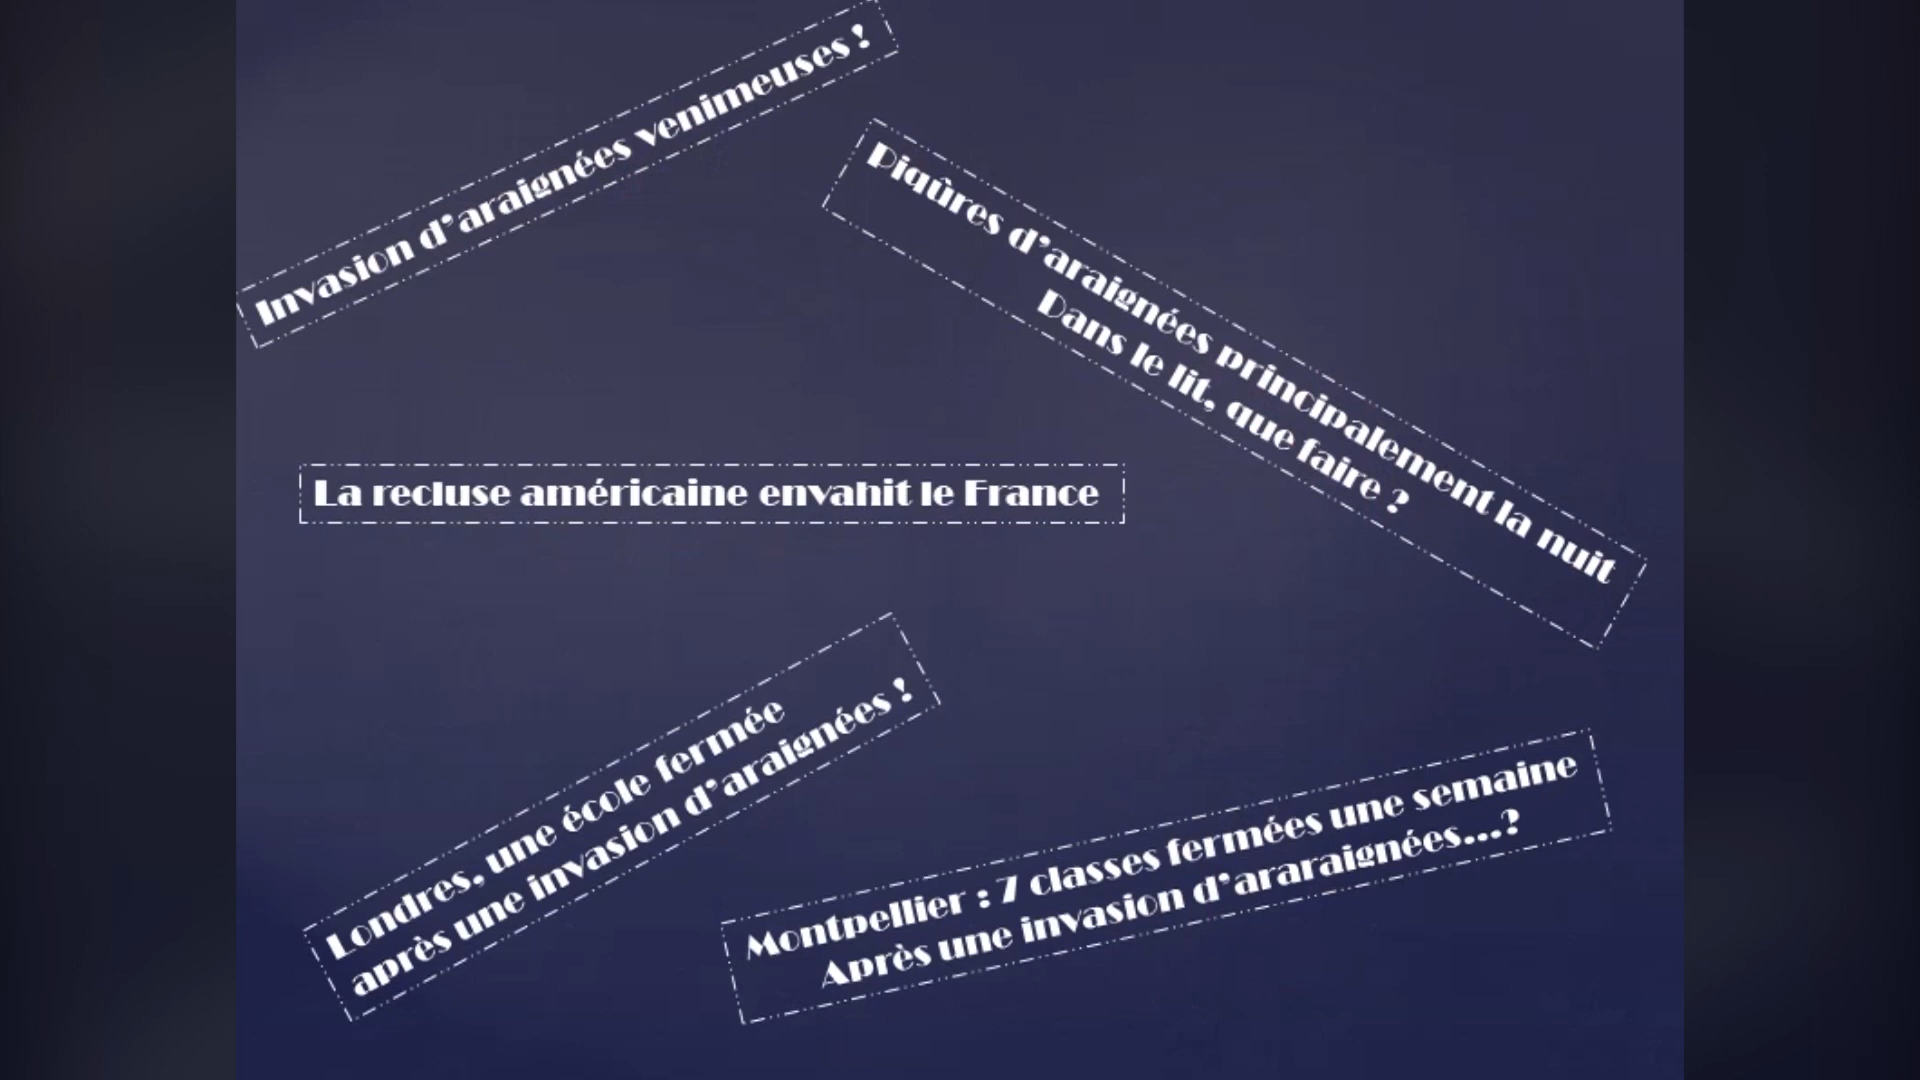 Invasion d'araignées venimeuses !
Piqûres d'araignées principalement la nuit
Dans le lit, que faire ?
La recluse américaine envahit le France
Londres, une école fermée
après une invasion d'araignées !
Montpellier : 7 classes fermées une semaine
Après une invasion d'araraignées...?